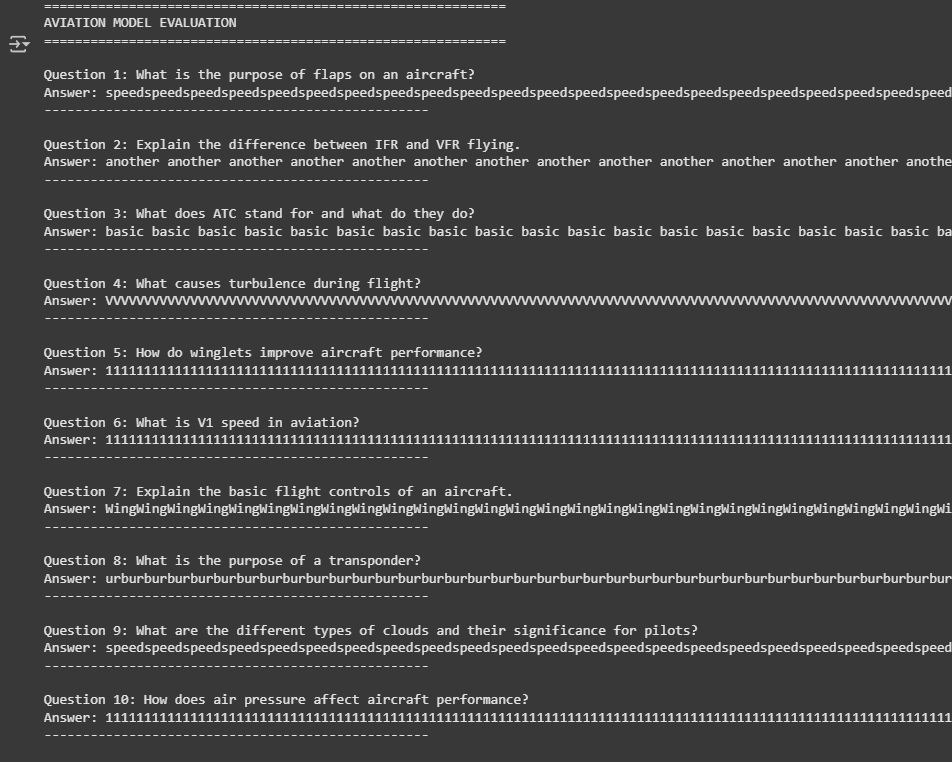 ============================================================
AVIATION MODEL EVALUATION
============================================================
Question 1: What is the purpose of flaps on an aircraft?
Answer: speedspeedspeedspeedspeedspeedspeedspeedspeedspeedspeedspeedspeedspeedspeedspeedspeedspeedspeedspeedspeedspeed
--------------------------------------------------
Question 2: Explain the difference between IFR and VFR flying.
Answer: another another another another another another another another another another another another another anothe
--------------------------------------------------
Question 3: What does ATC stand for and what do they do?
Answer: basic basic basic basic basic basic basic basic basic basic basic basic basic basic basic basic basic basic ba
--------------------------------------------------
Question 4: What causes turbulence during flight?
Answer: VVVVVVVVVVVVVVVVVVVVVVVVVVVVVVVVVVVVVVVVVVVVVVVVVVVVVVVVVVVVVVVVVVVVVVVVVVVVVVVVVVVVVVVVVVVVVVVVVVVVVVVVVVVVVV
--------------------------------------------------
Question 5: How do winglets improve aircraft performance?
Answer: 11111111111111111111111111111111111111111111111111111111111111111111111111111111111111111111111111111111111111
--------------------------------------------------
Question 6: What is V1 speed in aviation?
Answer: 11111111111111111111111111111111111111111111111111111111111111111111111111111111111111111111111111111111111111
--------------------------------------------------
Question 7: Explain the basic flight controls of an aircraft.
Answer: WingWingWingWingWingWingWingWingWingWingWingWingWingWingWingWingWingWingWingWingWingWingWingWingWingWingWingWi
--------------------------------------------------
Question 8: What is the purpose of a transponder?
Answer: urburburburburburburburburburburburburburburburburburburburburburburburburburburburburburburburburburburburbur
--------------------------------------------------
Question 9: What are the different types of clouds and their significance for pilots?
Answer: speedspeedspeedspeedspeedspeedspeedspeedspeedspeedspeedspeedspeedspeedspeedspeedspeedspeedspeedspeedspeedspeed
--------------------------------------------------
Question 10: How does air pressure affect aircraft performance?
Answer: 11111111111111111111111111111111111111111111111111111111111111111111111111111111111111111111111111111111111111
--------------------------------------------------